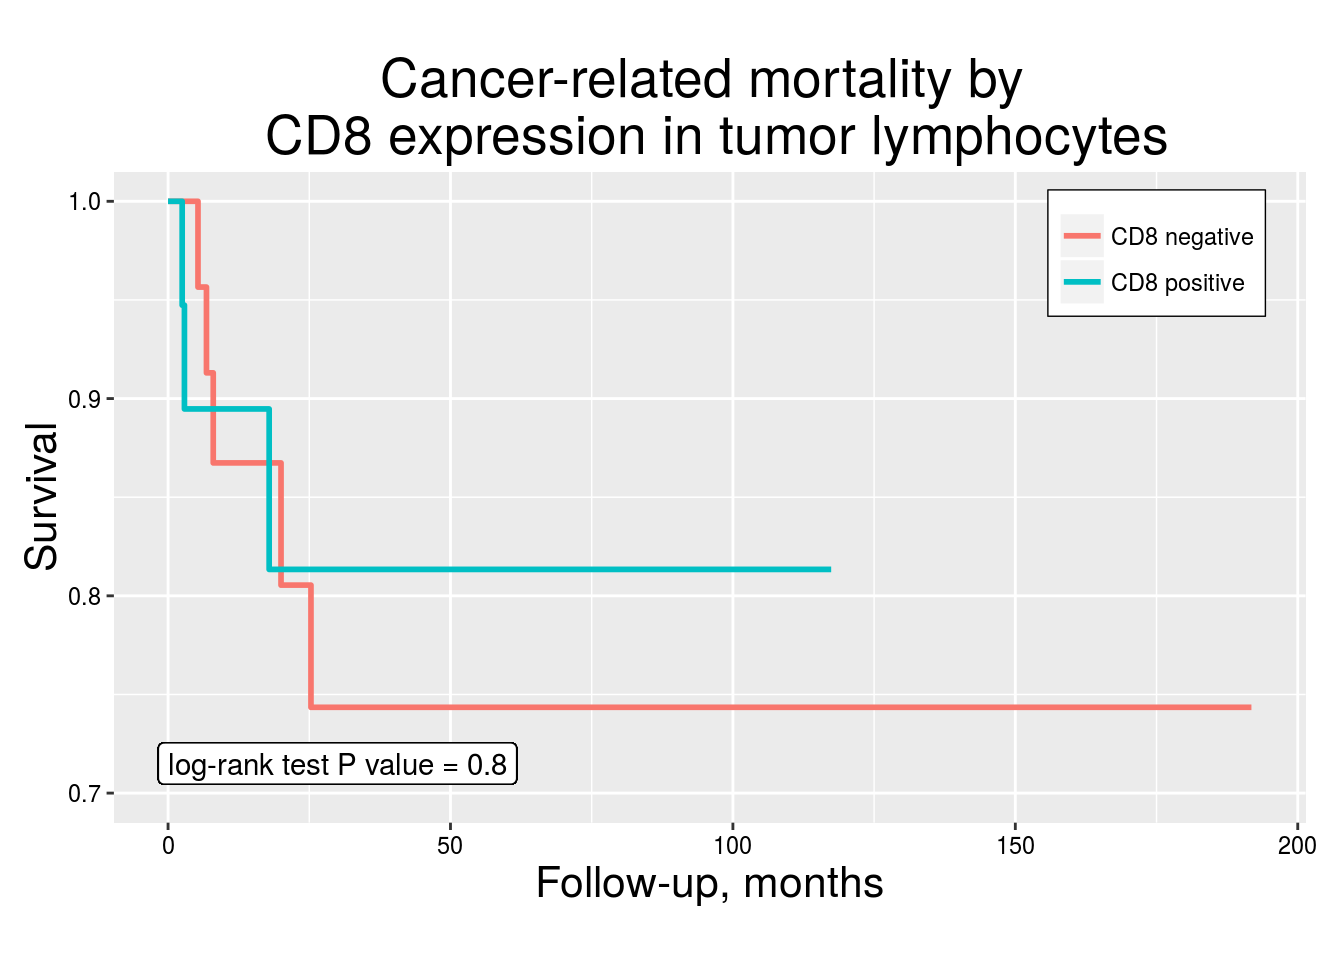 Cancer-related mortality by
CD8 expression in tumor lymphocytes
CD8 negative
CD8 positive
1.0
0.9
0.8
0.7
Survival
log-rank test P value = 0.8
0 50 100 150 200
Follow-up, months